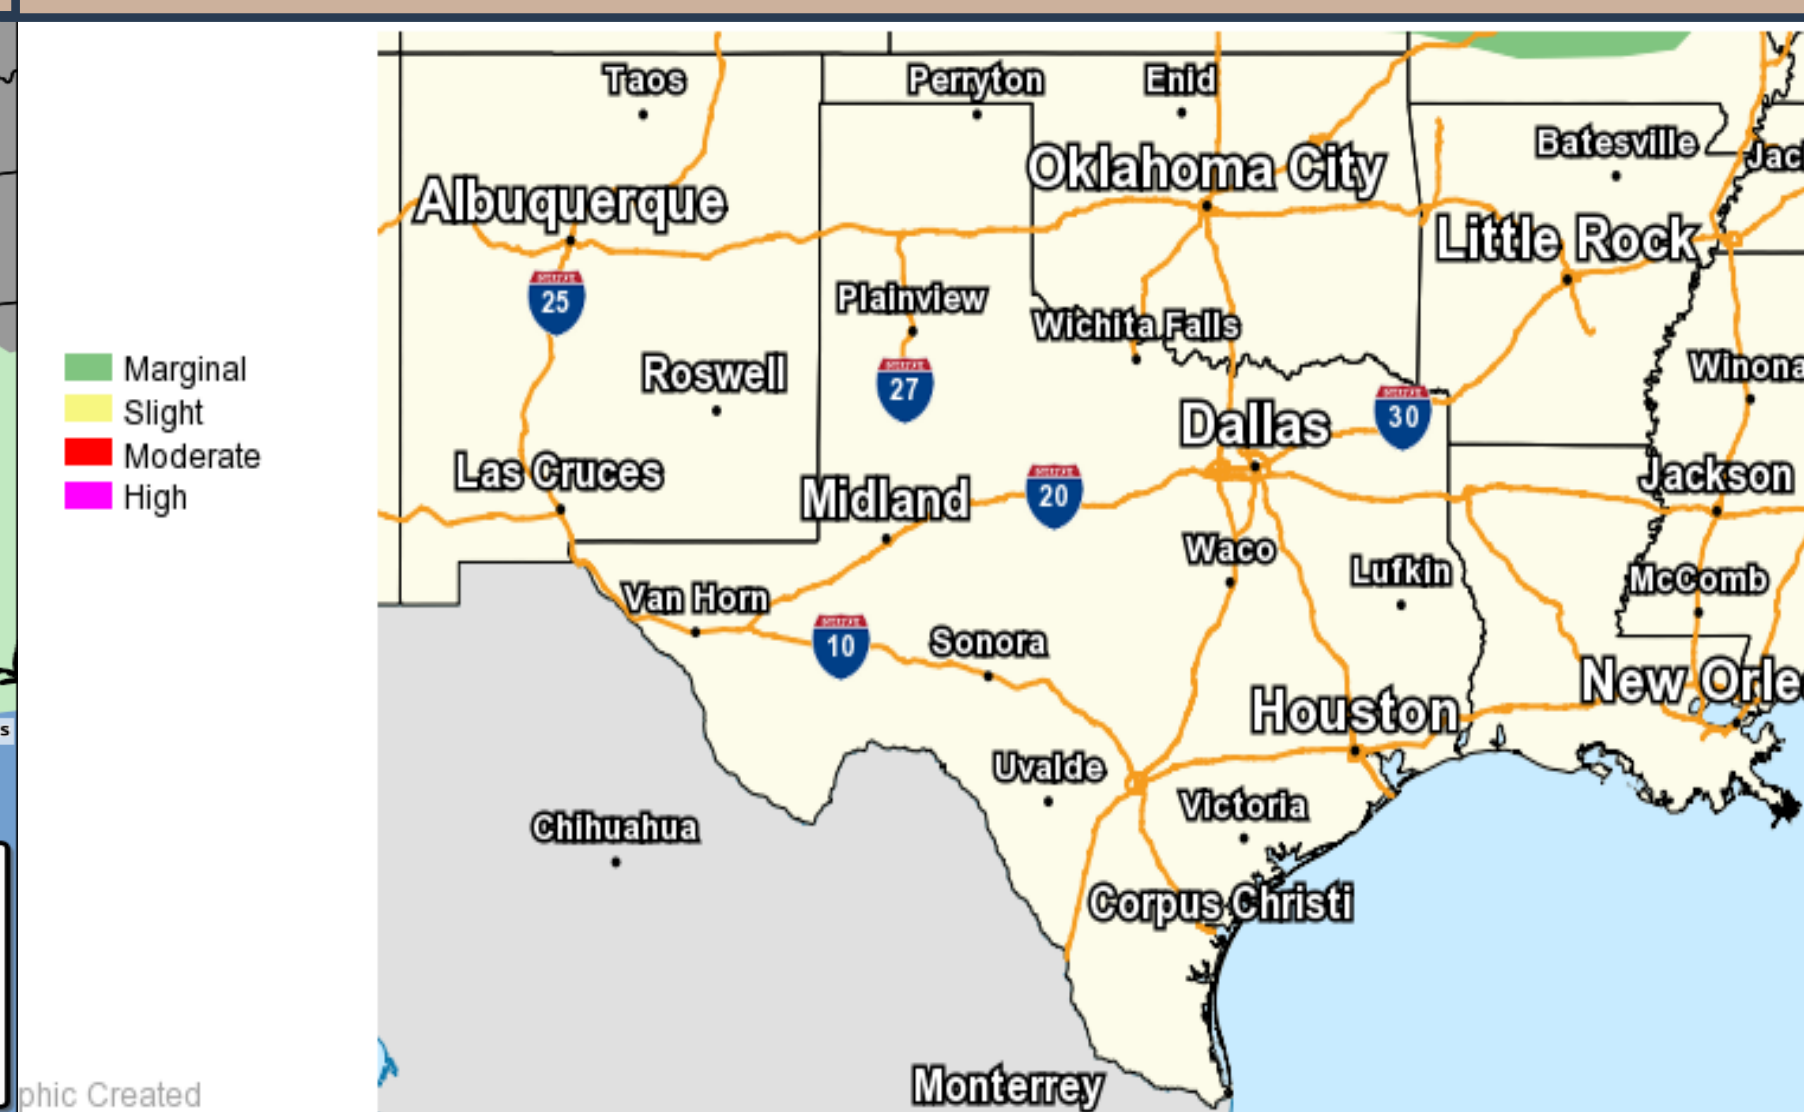 Taos
Perryton
Enid
Batesville
Oklahoma City
Albuquerque
Little Rock
25
Plainview
Wichita Falls
Winona
Marginal
Roswell
27
30
Slight
Dallas
Moderate
Las Cruces
Jackson
High
Midland
20
Waco
Lufkin
McComb
Van Horn
10
Sonora
New Orle
Houston
s
Uvalde
Victoria
Chihuahua
Corpus Christi
Monterrey
phic Created